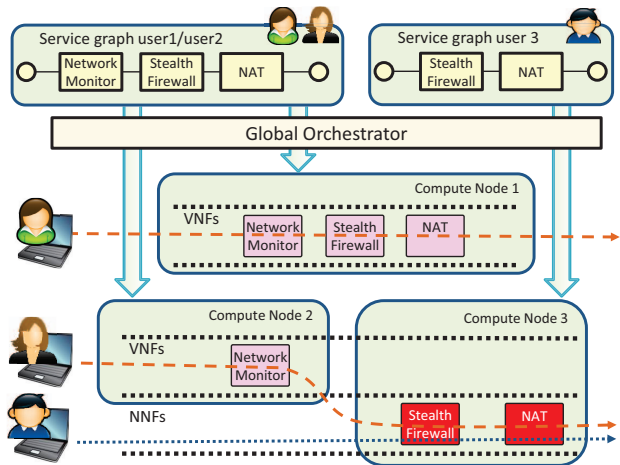 Service graph user1/user2
Service graph user 3
Network
Monitor
Stealth
Firewall
NAT
Stealth
Firewall
NAT
Global Orchestrator
Compute Node 1
VNFs
Network
Monitor
Stealth
Firewall
NAT
Compute Node 2
Compute Node 3
VNFs
Network
Monitor
NNFs
Stealth
Firewall
NAT